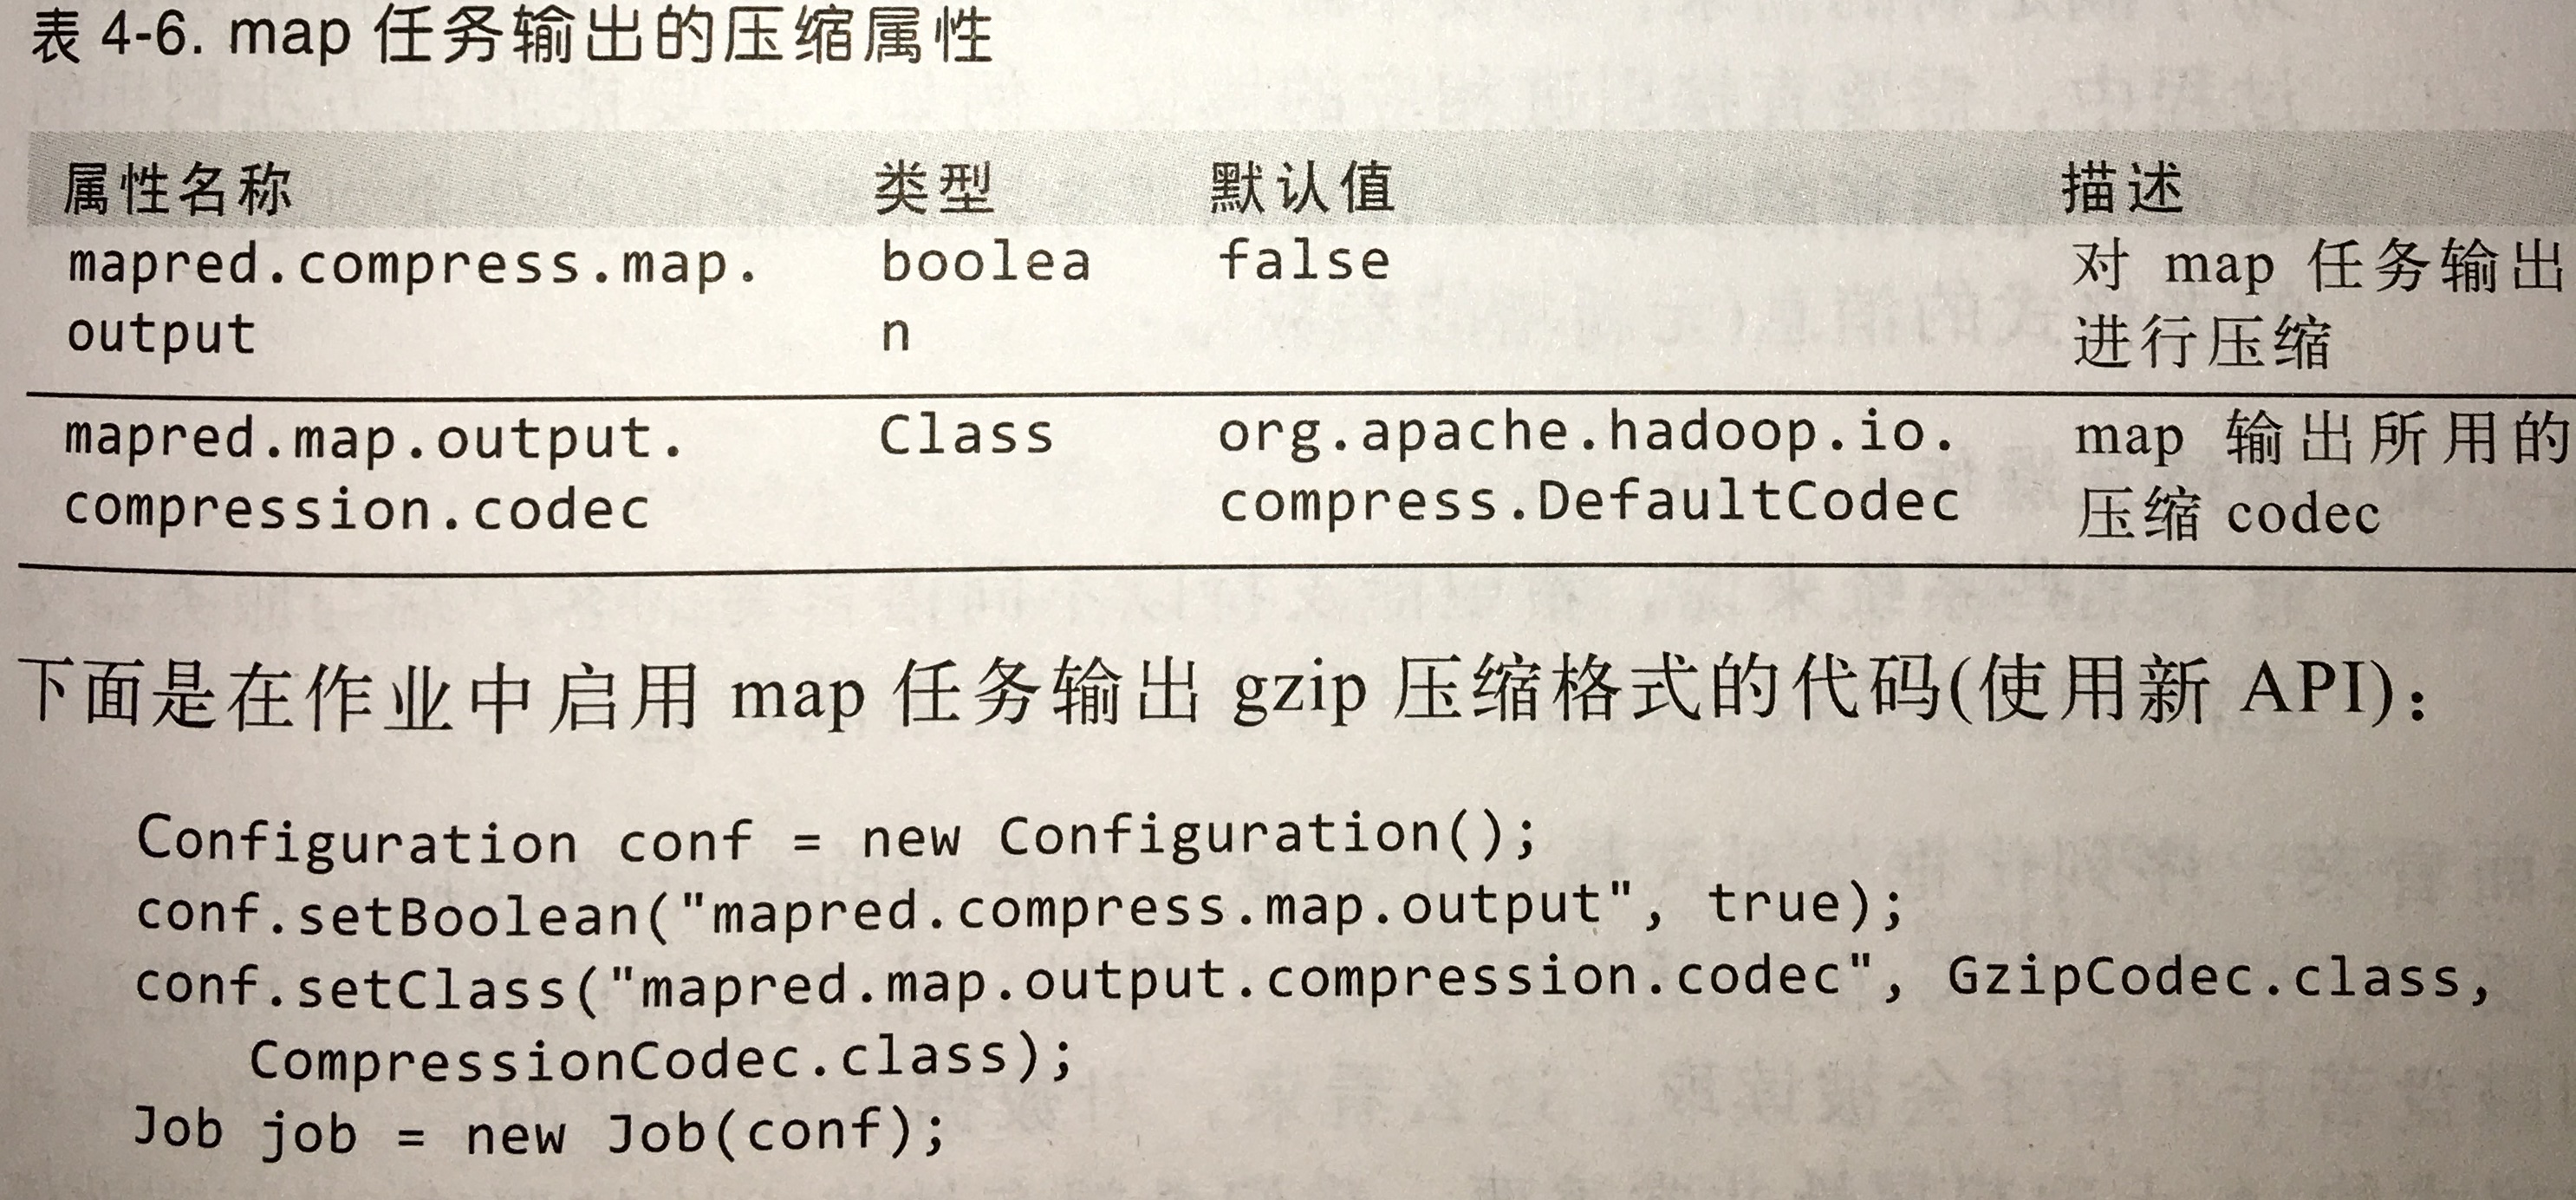 表 4-6. map 任务输出的压缩属性
属性名称 类型 默认值 描述
mapred.compress.map. boolea false 对 map 任务输出
output n 进行压缩
mapred.map.output. Class org.apache.hadoop.io. map 输出所用的
compression.codec compress.DefaultCodec 压缩 codec
下面是在作业中启用 map 任务输出 gzip 压缩格式的代码(使用新 API)：
Configuration conf = new Configuration();
conf.setBoolean("mapred.compress.map.output", true);
conf.setClass("mapred.map.output.compression.codec", GzipCodec.class,
CompressionCodec.class);
Job job = new Job(conf);